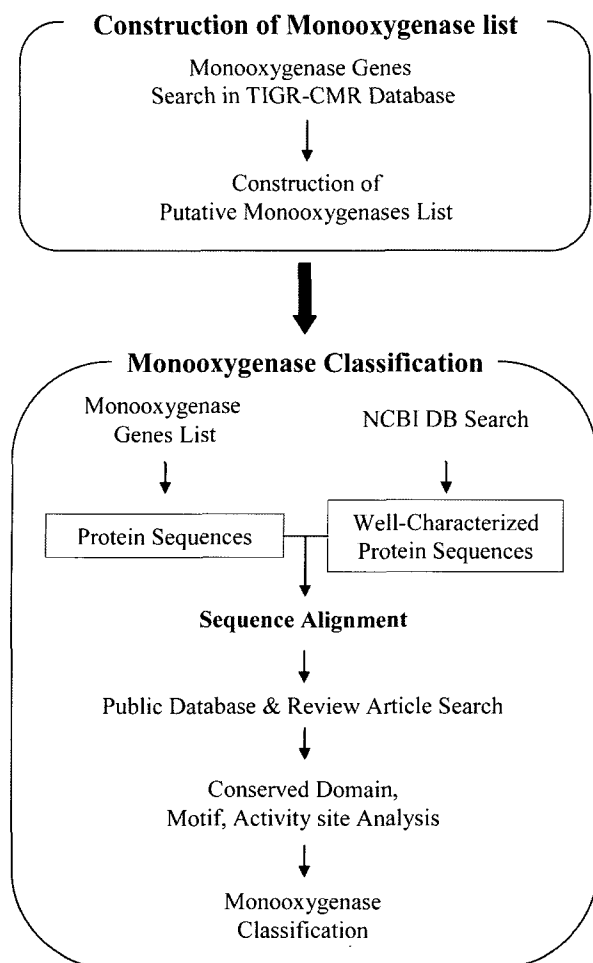 Construction of Monooxygenase list
Monooxygenase Genes
Search in TIGR-CMR Database
Construction of
Putative Monooxygenases List
Monooxygenase Classification
Monooxygenase
Genes List
NCBI DB Search
Protein Sequences
Well-Characterized
Protein Sequences
Sequence Alignment
Public Database & Review Article Search
Conserved Domain,
Motif, Activity site Analysis
Monooxygenase
Classification